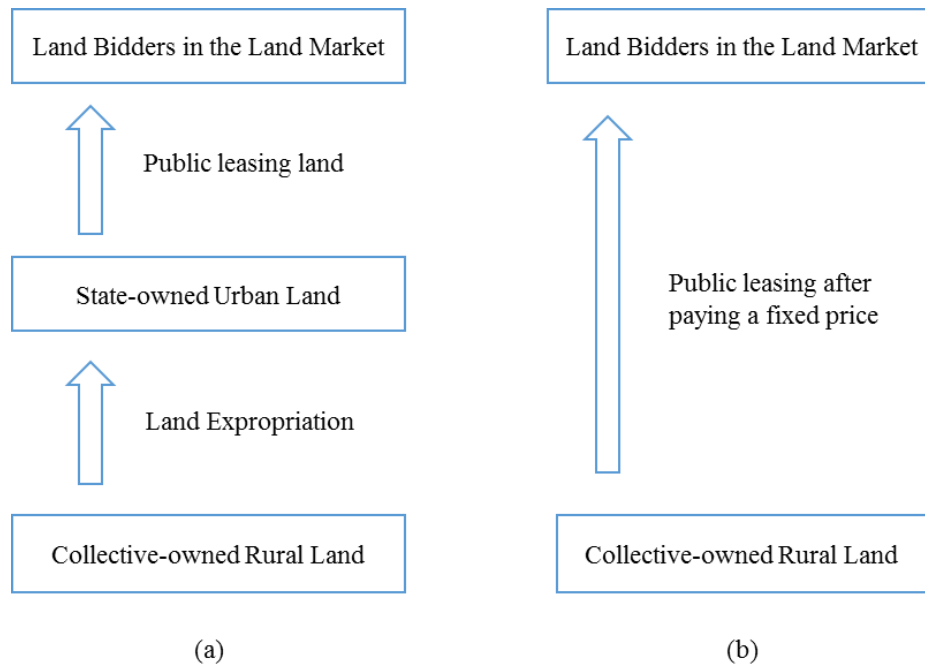 Land Bidders in the Land Market
Public leasing land
State-owned Urban Land
Land Expropriation
Collective-owned Rural Land
(a)
Land Bidders in the Land Market
Public leasing after
paying a fixed price
Collective-owned Rural Land
(b)